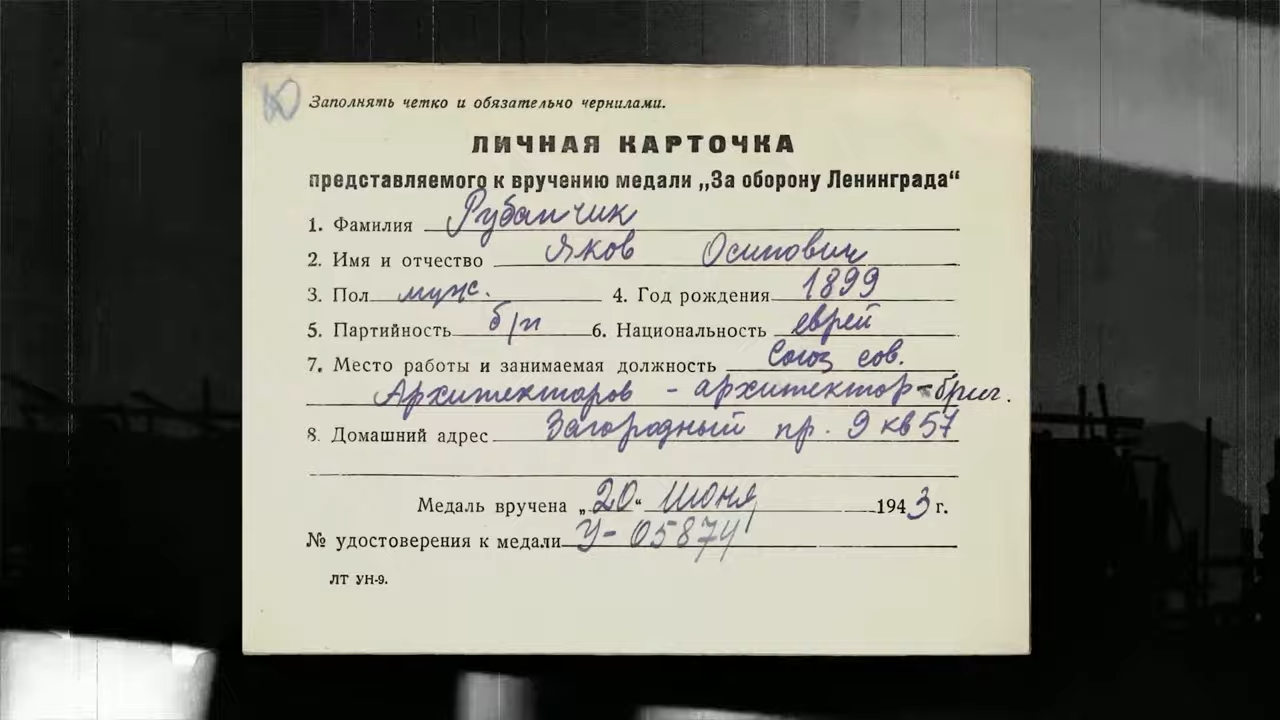 Заполнять четко и обязательно чернилами.
ЛИЧНАЯ КАРТОЧКА
представляемого к вручению медали „За оборону Ленинграда“
1. Фамилия Рубанчик
2. Имя и отчество Яков Осипович
3. Пол муж. 4. Год рождения 1899
5. Партийность б/п 6. Национальность еврей
7. Место работы и занимаемая должность Союз сов.
Архитекторов - архитектор-бриг.
8. Домашний адрес Загородный пр. 9 кв 57
Медаль вручена „20“ Июня 1943 г.
№ удостоверения к медали У- 05874
ЛТ УН-9.